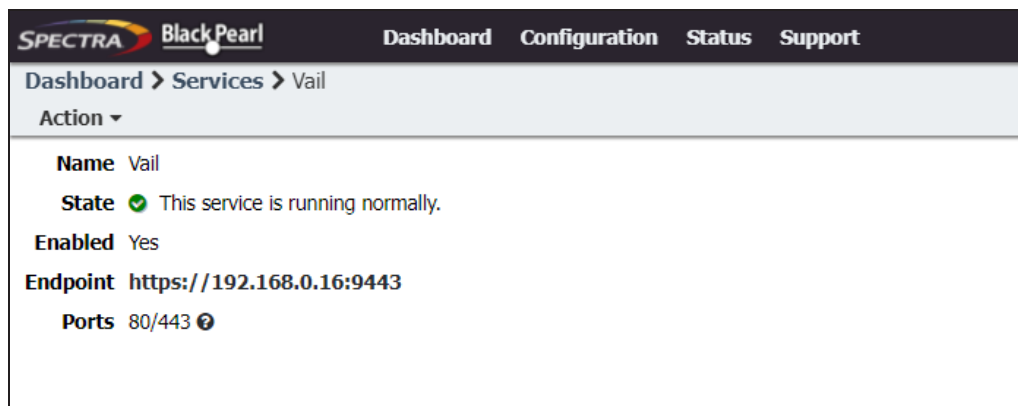 SPECTRA BlackPearl Dashboard Configuration Status Support
Dashboard > Services > Vail
Action
Name Vail
State This service is running normally.
Enabled Yes
Endpoint https://192.168.0.16:9443
Ports 80/443 ?